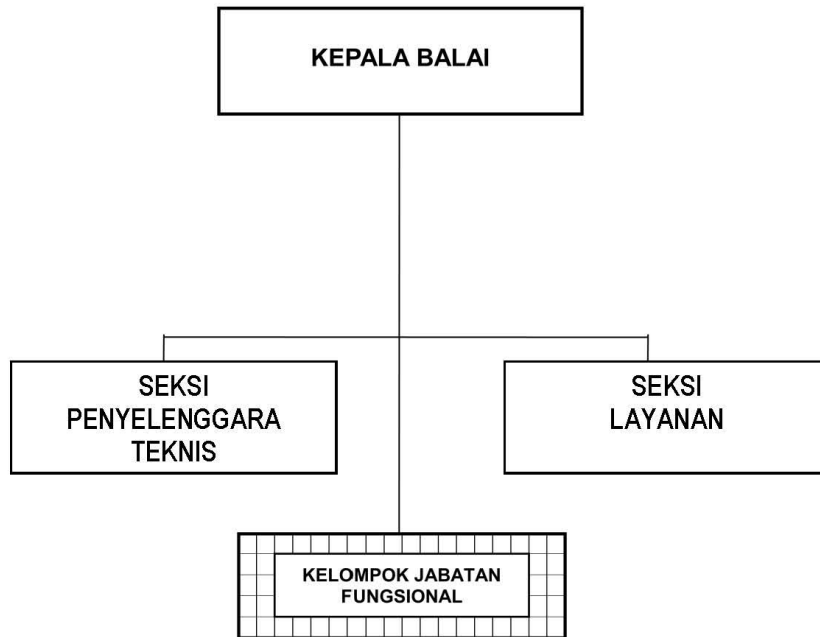 KEPALA BALAI
SEKSI
PENYELENGGARA
TEKNIS
SEKSI
LAYANAN
KELOMPOK JABATAN
FUNGSIONAL